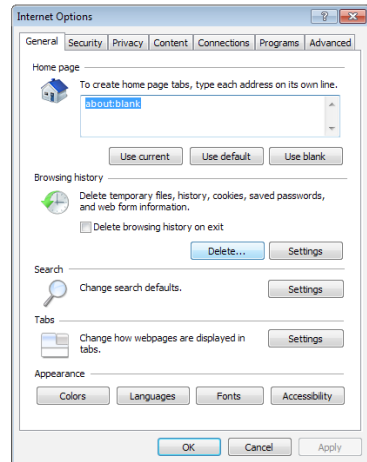 Internet Options
General Security Privacy Content Connections Programs Advanced
Home page
To create home page tabs, type each address on its own line.
about:blank
Use current Use default Use blank
Browsing history
Delete temporary files, history, cookies, saved passwords,
and web form information.
Delete browsing history on exit
Delete... Settings
Search
Change search defaults. Settings
Tabs
Change how webpages are displayed in Settings
tabs.
Appearance
Colors Languages Fonts Accessibility
OK Cancel Apply